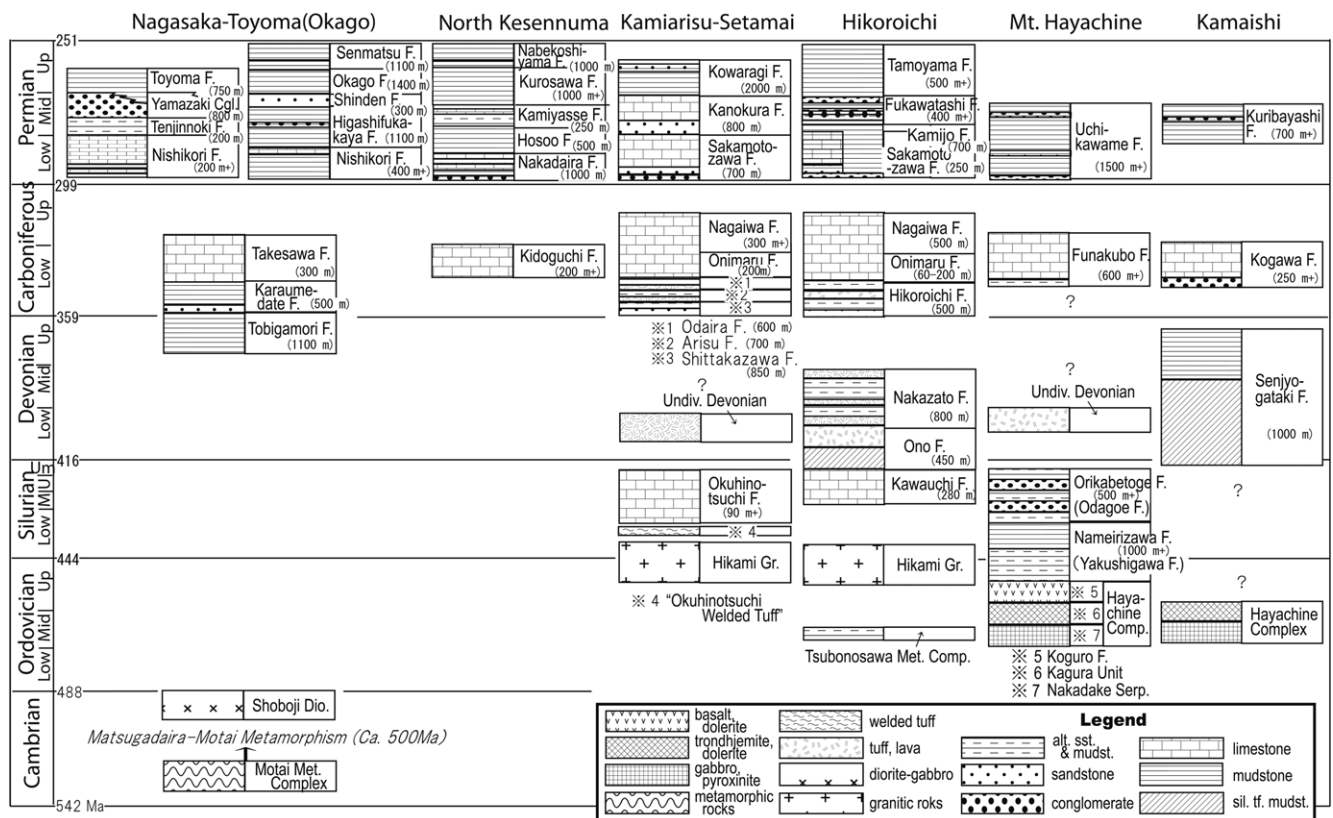 Nagasaka-Toyoma(Okago)
North Kesennuma
Kamiarisu-Setamai
Hikoroichi
Mt. Hayachine
Kamaishi
251
Permian
Up
Mid
Low
Toyoma F.
(750 m)
Yamazaki Cgl.
(800 m)
Tenjinnoki F.
(200 m)
Nishikori F.
(200 m+)
Senmatsu F.
(1100 m)
Okago F.
(1400 m)
Shinden F.
(300 m)
Higashifuka-
kaya F. (1100 m)
Nishikori F.
(400 m+)
Nabekoshi-
yama F. (1000 m)
Kurosawa F.
(1000 m+)
Kamiyasse F.
(250 m)
Hosoo F.
(500 m)
Nakadaira F.
(1000 m)
Kowaragi F.
(2000 m)
Kanokura F.
(800 m)
Sakamoto-
zawa F.
(700 m)
Tamoyama F.
(500 m+)
Fukawatashi F.
(400 m+)
Kamijo F.
(700 m)
Sakamoto
-zawa F. (250 m)
Uchi-
kawame F.
(1500 m+)
Kuribayashi
F. (700 m+)
299
Carboniferous
Up
Low
Takesawa F.
(300 m)
Karaume-
date F. (500 m)
Tobigamori F.
(1100 m)
Kidoguchi F.
(200 m+)
Nagaiwa F.
(300 m+)
Onimaru F.
(200m)
※1
※2
※3
Nagaiwa F.
(500 m)
Onimaru F.
(60-200 m)
Hikoroichi F.
(500 m)
Funakubo F.
(600 m+)
?
Kogawa F.
(250 m+)
359
Devonian
Up
Mid
Low
※1 Odaira F. (600 m)
※2 Arisu F. (700 m)
※3 Shittakazawa F.
(850 m)
?
Undiv. Devonian
Nakazato F.
(800 m)
Ono F.
(450 m)
?
Undiv. Devonian
Senjyo-
gataki F.
(1000 m)
416
Silurian
Um
Low
Okuhino-
tsuchi F.
(90 m+)
※ 4
Hikami Gr.
※ 4 "Okuhinotsuchi
Welded Tuff"
Kawauchi F.
(280 m)
Hikami Gr.
Orikabetoge F.
(500 m+)
(Odagoe F.)
Nameirizawa F.
(1000 m+)
(Yakushigawa F.)
?
444
Ordovician
Up
Mid
Low
Tsubonosawa Met. Comp.
※ 5
※ 6
※ 7
Haya-
chine
Comp.
※ 5 Koguro F.
※ 6 Kagura Unit
※ 7 Nakadake Serp.
?
Hayachine
Complex
488
Cambrian
Shoboji Dio.
Matsugadaira-Motai Metamorphism (Ca. 500Ma)
Motai Met.
Complex
542 Ma
Legend
basalt,
dolerite
trondhjemite,
dolerite
gabbro,
pyroxinite
metamorphic
rocks
welded tuff
tuff, lava
diorite-gabbro
granitic roks
alt. sst.
& mudst.
sandstone
conglomerate
limestone
mudstone
sil. tf. mudst.